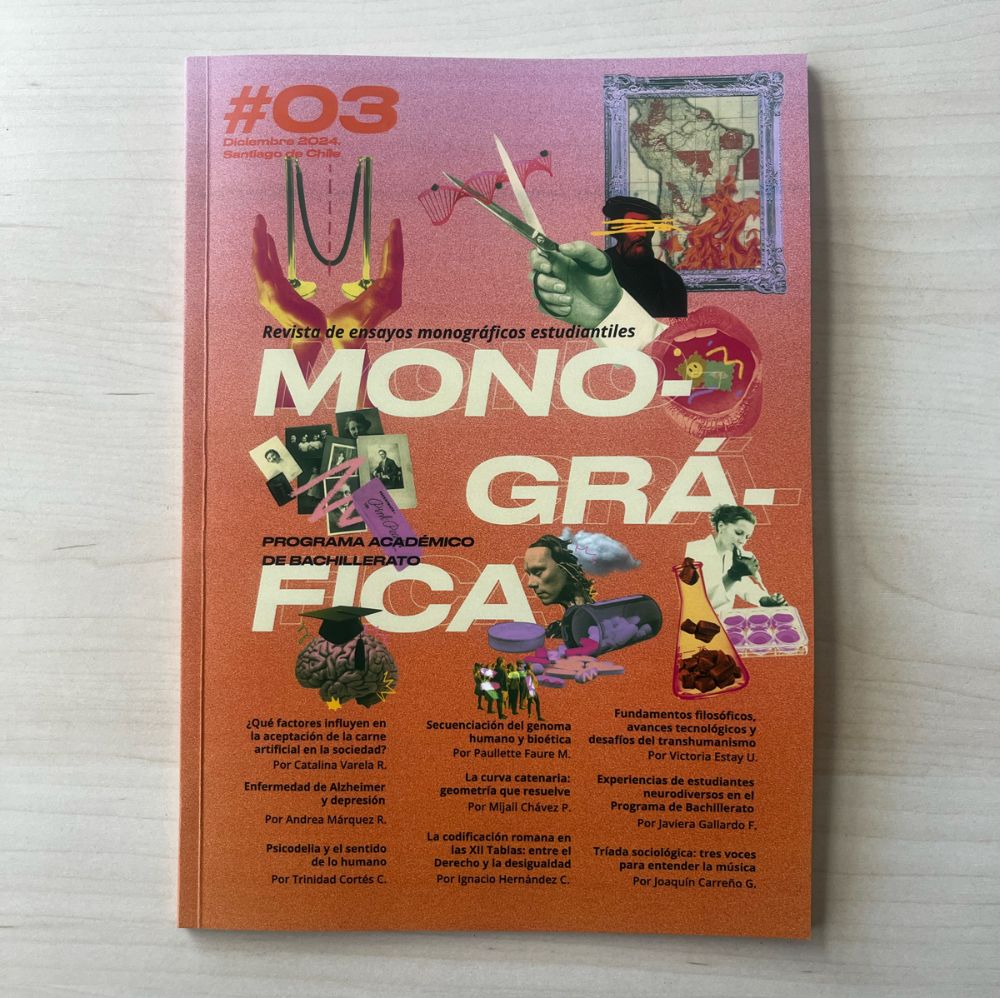 #03
Diciembre 2024.
Santiago de Chile
Revista de ensayos monográficos estudiantiles
MONO-
GRÁ-
FICA
PROGRAMA ACADÉMICO
DE BACHILLERATO
¿Qué factores influyen en
la aceptación de la carne
artificial en la sociedad?
Por Catalina Varela R.
Enfermedad de Alzheimer
y depresión
Por Andrea Márquez R.
Psicodelia y el sentido
de lo humano
Por Trinidad Cortés C.
Secuenciación del genoma
humano y bioética
Por Paullette Faure M.
La curva catenaria:
geometría que resuelve
Por Mijail Chávez P.
La codificación romana en
las XII Tablas: entre el
Derecho y la desigualdad
Por Ignacio Hernández C.
Fundamentos filosóficos,
avances tecnológicos y
desafíos del transhumanismo
Por Victoria Estay U.
Experiencias de estudiantes
neurodiversos en el
Programa de Bachillerato
Por Javiera Gallardo F.
Tríada sociológica: tres voces
para entender la música
Por Joaquín Carreño G.